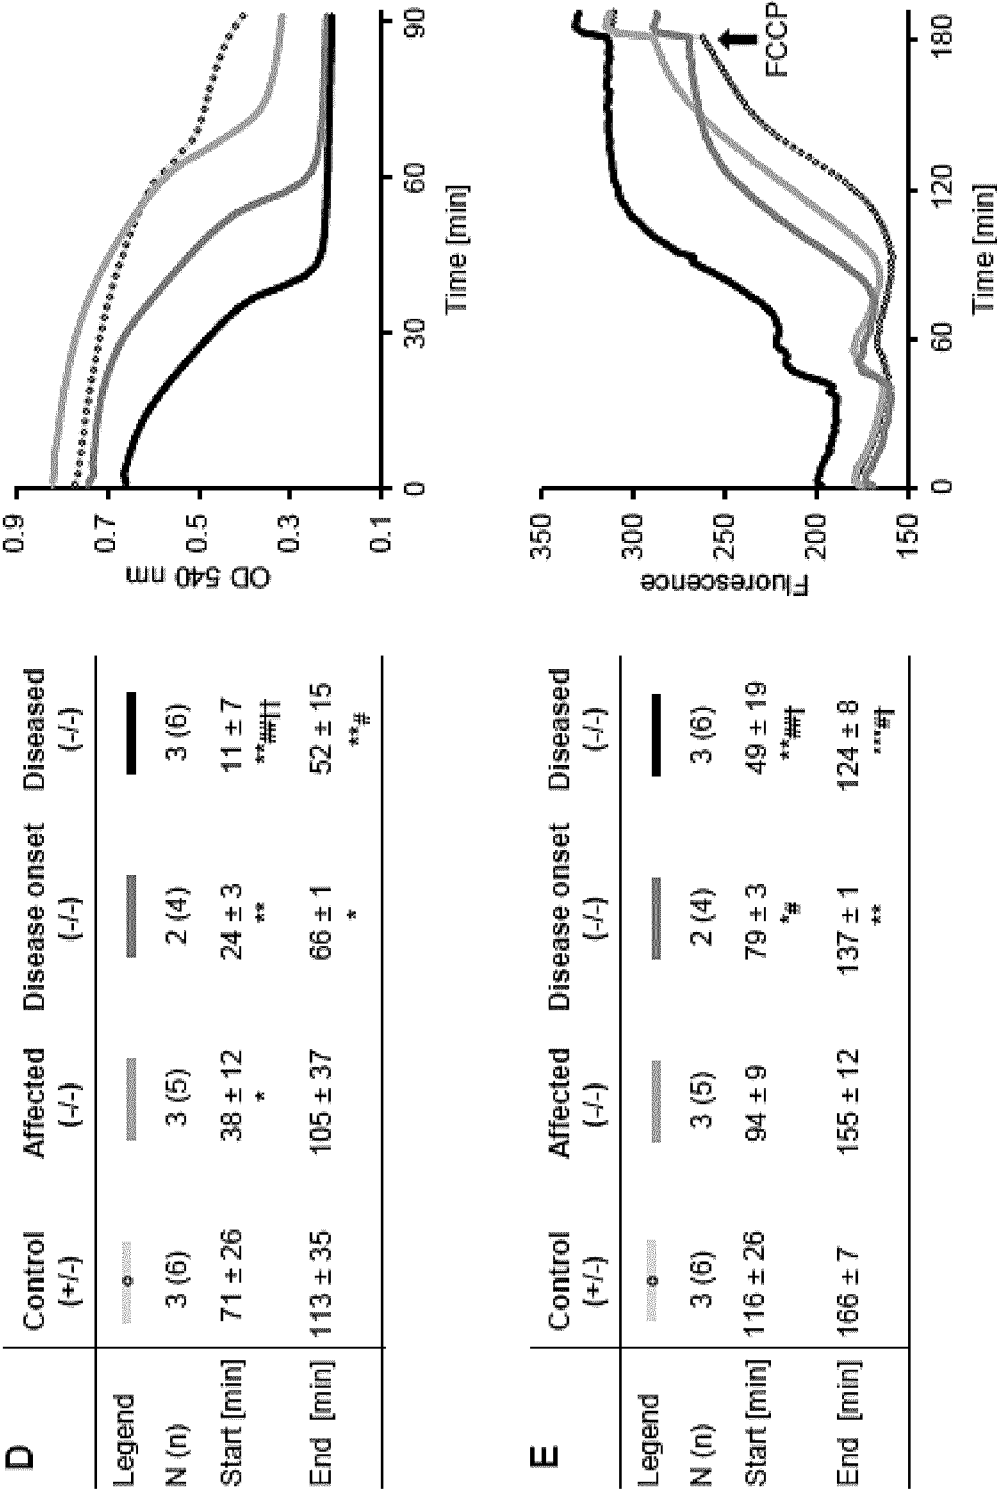 D
Control Affected Disease onset Diseased
(+/-) (-/-) (-/-) (-/-)
Legend
N (n) 3 (6) 3 (5) 2 (4) 3 (6)
Start [min] 71 ± 26 38 ± 12 24 ± 3 11 ± 7
* ** **##††
End [min] 113 ± 35 105 ± 37 66 ± 1 52 ± 15
* **#
OD 540 nm
0.9
0.7
0.5
0.3
0.1
0 30 60 90
Time [min]
E
Control Affected Disease onset Diseased
(+/-) (-/-) (-/-) (-/-)
Legend
N (n) 3 (6) 3 (5) 2 (4) 3 (6)
Start [min] 116 ± 26 94 ± 9 79 ± 3 49 ± 19
*# **##†
End [min] 166 ± 7 155 ± 12 137 ± 1 124 ± 8
** ***#†
Fluorescence
350
300
250
200
150
FCCP
0 60 120 180
Time [min]